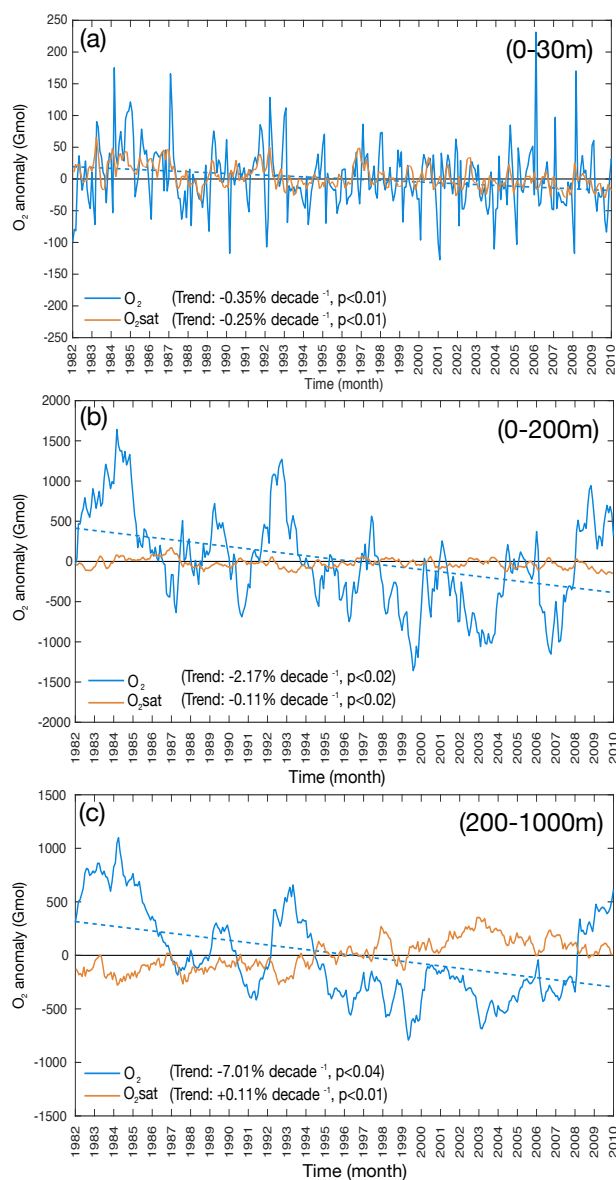 (a)
(0-30m)
O₂ anomaly (Gmol)
250
200
150
100
50
0
-50
-100
-150
-200
250
O₂ (Trend: -0.35% decade ⁻¹, p<0.01)
O₂sat (Trend: -0.25% decade ⁻¹, p<0.01)
1982 1983 1984 1985 1986 1987 1988 1989 1990 1991 1992 1993 1994 1995 1996 1997 1998 1999 2000 2001 2002 2003 2004 2005 2006 2007 2008 2009 2010
Time (month)
(b)
(0-200m)
O₂ anomaly (Gmol)
2000
1500
1000
500
0
-500
-1000
-1500
-2000
O₂ (Trend: -2.17% decade ⁻¹, p<0.02)
O₂sat (Trend: -0.11% decade ⁻¹, p<0.02)
1982 1983 1984 1985 1986 1987 1988 1989 1990 1991 1992 1993 1994 1995 1996 1997 1998 1999 2000 2001 2002 2003 2004 2005 2006 2007 2008 2009 2010
Time (month)
(c)
(200-1000m)
O₂ anomaly (Gmol)
1500
1000
500
0
-500
-1000
-1500
O₂ (Trend: -7.01% decade ⁻¹, p<0.04)
O₂sat (Trend: +0.11% decade ⁻¹, p<0.01)
1982 1983 1984 1985 1986 1987 1988 1989 1990 1991 1992 1993 1994 1995 1996 1997 1998 1999 2000 2001 2002 2003 2004 2005 2006 2007 2008 2009 2010
Time (month)